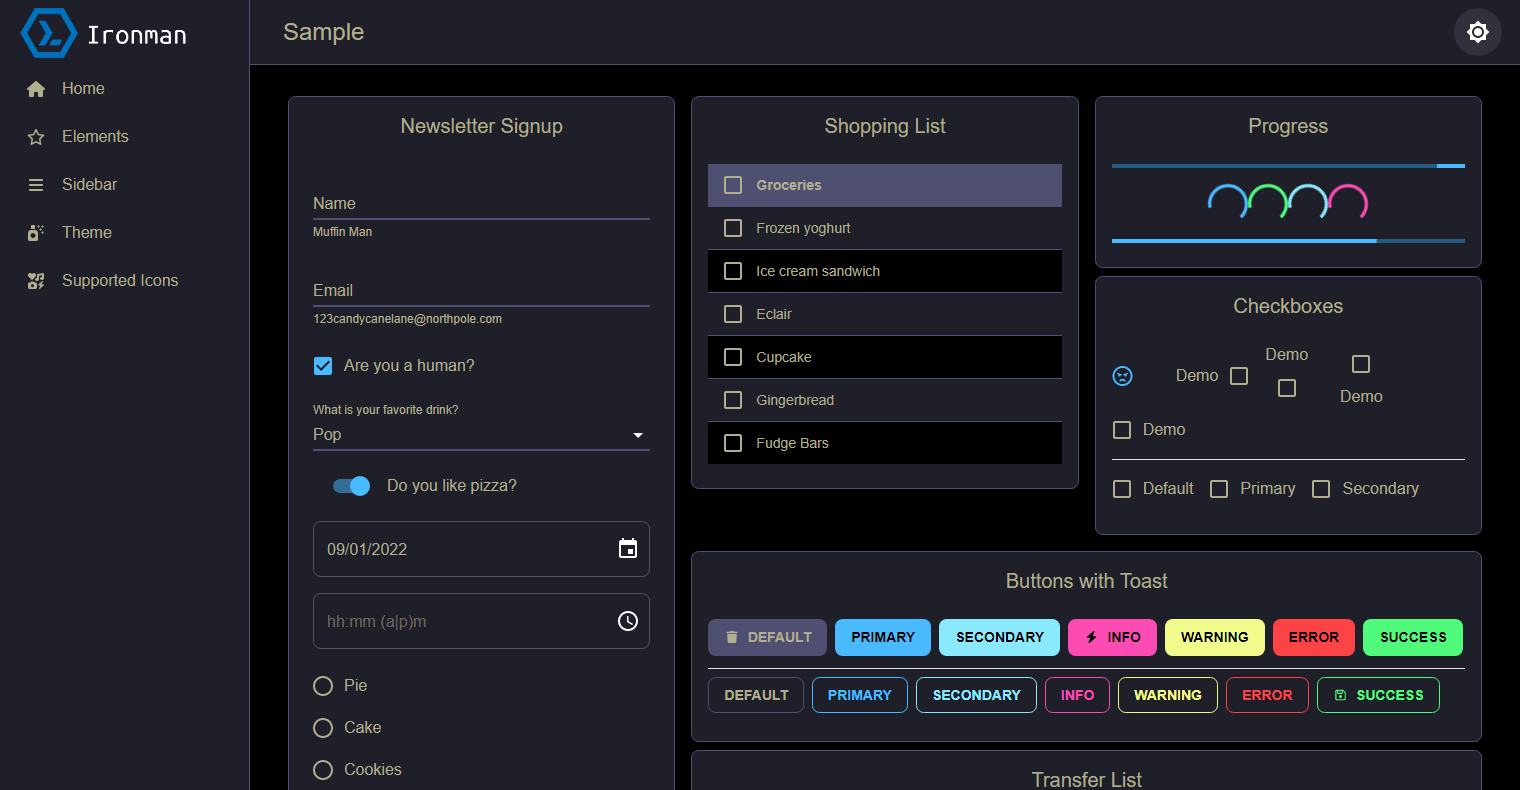 Ironman
Home
Elements
Sidebar
Theme
Supported Icons
Sample
Newsletter Signup
Name
Muffin Man
Email
123candycanelane@northpole.com
Are you a human?
What is your favorite drink?
Pop
Do you like pizza?
09/01/2022
hh:mm (a|p)m
Pie
Cake
Cookies
Shopping List
Groceries
Frozen yoghurt
Ice cream sandwich
Eclair
Cupcake
Gingerbread
Fudge Bars
Progress
Checkboxes
Demo
Demo
Demo
Demo
Default Primary Secondary
Buttons with Toast
DEFAULT PRIMARY SECONDARY INFO WARNING ERROR SUCCESS
DEFAULT PRIMARY SECONDARY INFO WARNING ERROR SUCCESS
Transfer List